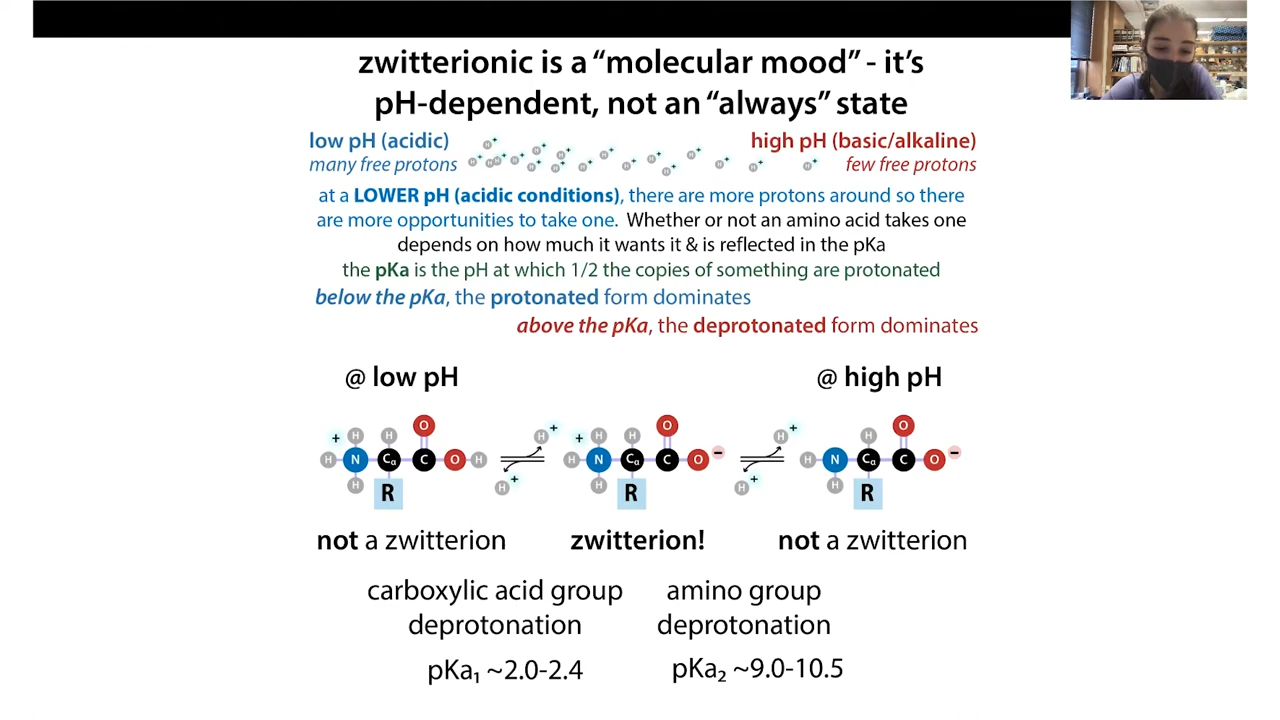 zwitterionic is a “molecular mood” - it’s
pH-dependent, not an “always” state
low pH (acidic)
many free protons
high pH (basic/alkaline)
few free protons
at a LOWER pH (acidic conditions), there are more protons around so there
are more opportunities to take one. Whether or not an amino acid takes one
depends on how much it wants it & is reflected in the pKa
the pKa is the pH at which 1/2 the copies of something are protonated
below the pKa, the protonated form dominates
above the pKa, the deprotonated form dominates
@ low pH
@ high pH
+ H H O
H N Cα C O H
H R
H +
H +
+ H H O
H N Cα C O −
H R
H +
H +
H O
H N Cα C O −
H R
not a zwitterion
zwitterion!
not a zwitterion
carboxylic acid group
deprotonation
pKa₁ ~2.0-2.4
amino group
deprotonation
pKa₂ ~9.0-10.5